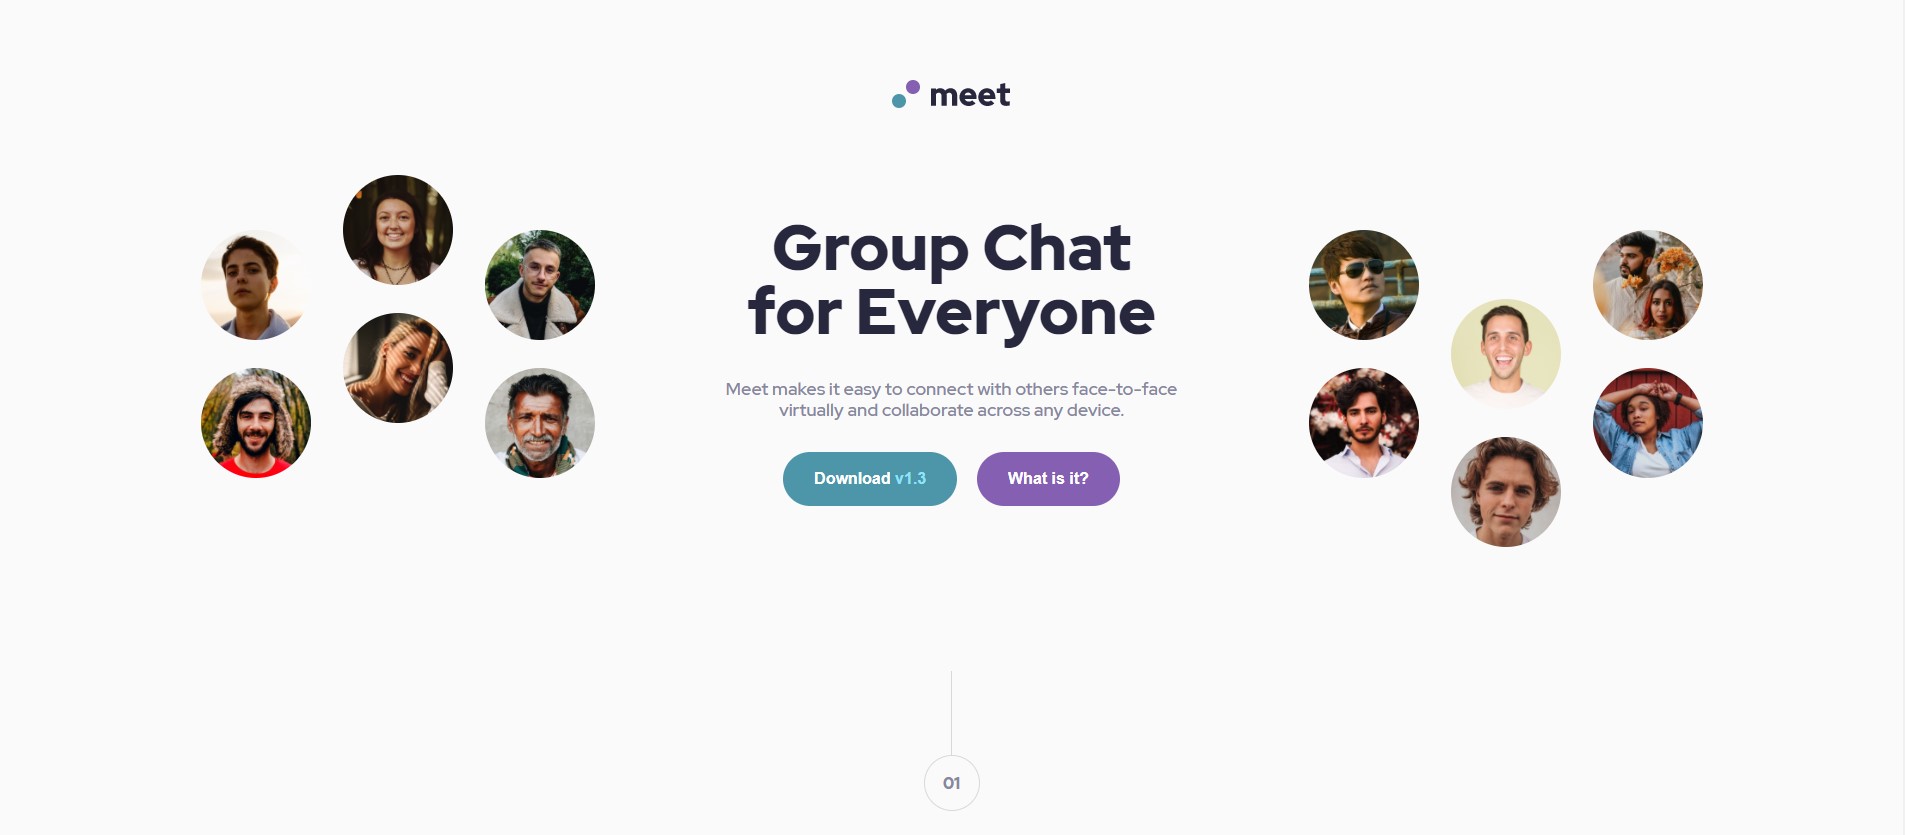 meet
Group Chat
for Everyone
Meet makes it easy to connect with others face-to-face
virtually and collaborate across any device.
Download v1.3
What is it?
01